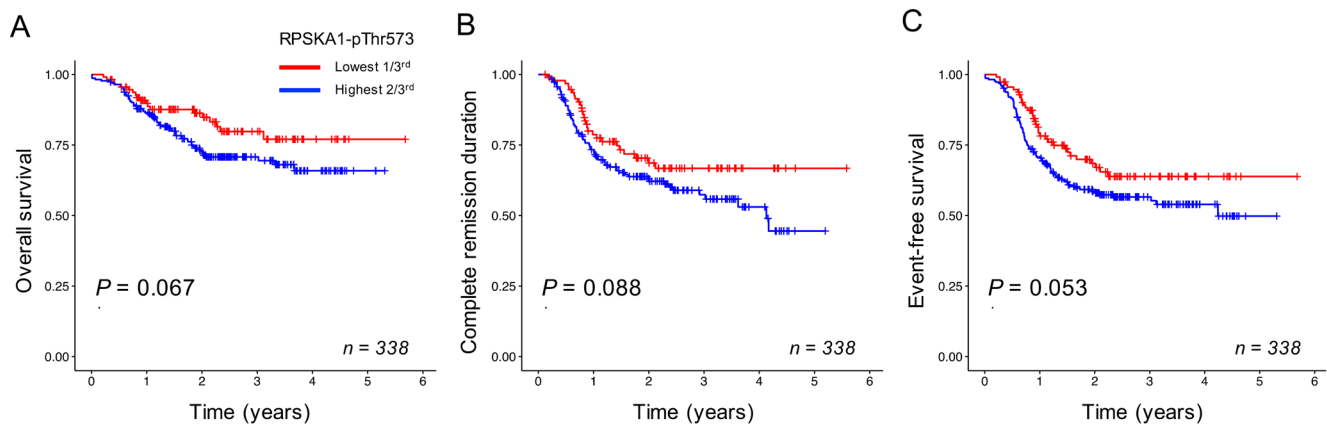 A
RPSKA1-pThr573
Lowest 1/3rd
Highest 2/3rd
Overall survival
1.00
0.75
0.50
0.25
0.00
P = 0.067
n = 338
0 1 2 3 4 5 6
Time (years)
B
Complete remission duration
1.00
0.75
0.50
0.25
0.00
P = 0.088
n = 338
0 1 2 3 4 5 6
Time (years)
C
Event-free survival
1.00
0.75
0.50
0.25
0.00
P = 0.053
n = 338
0 1 2 3 4 5 6
Time (years)